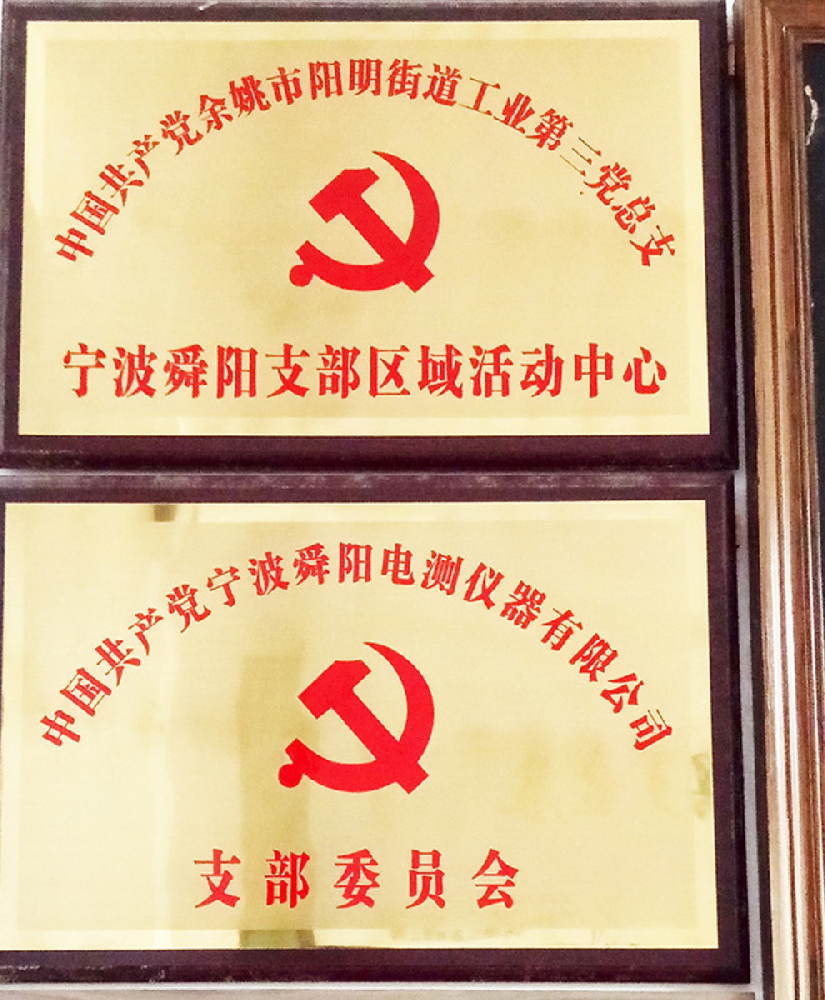 中国共产党余姚市阳明街道工业第三党总支
宁波舜阳支部区域活动中心
中国共产党宁波舜阳电测仪器有限公司
支部委员会